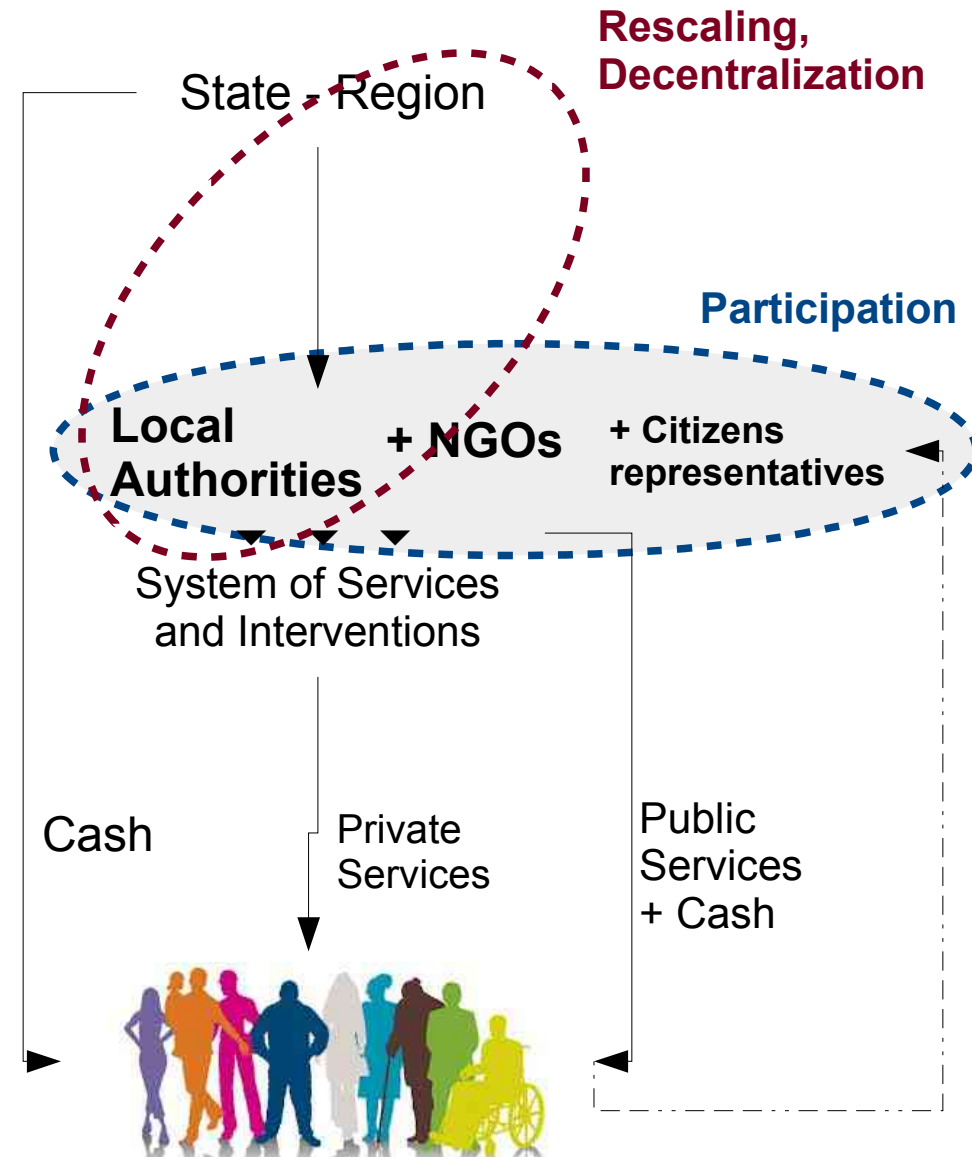 Rescaling,
Decentralization
State - Region
Participation
Local
Authorities
+ NGOs
+ Citizens
representatives
System of Services
and Interventions
Cash
Private
Services
Public
Services
+ Cash